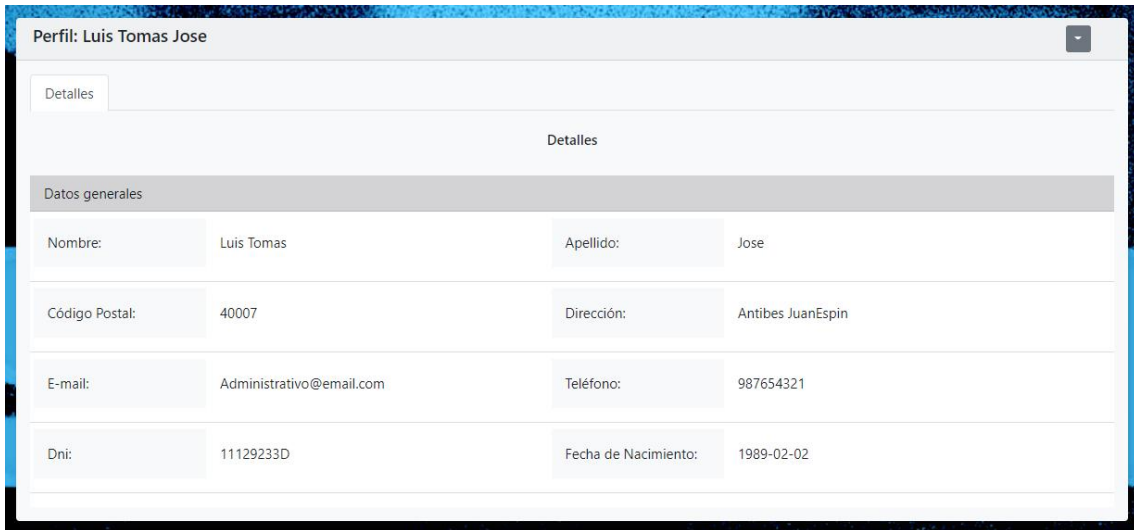 Perfil: Luis Tomas Jose
Detalles
Detalles
Datos generales
Nombre: Luis Tomas Apellido: Jose
Código Postal: 40007 Dirección: Antibes JuanEspin
E-mail: Administrativo@email.com Teléfono: 987654321
Dni: 11129233D Fecha de Nacimiento: 1989-02-02